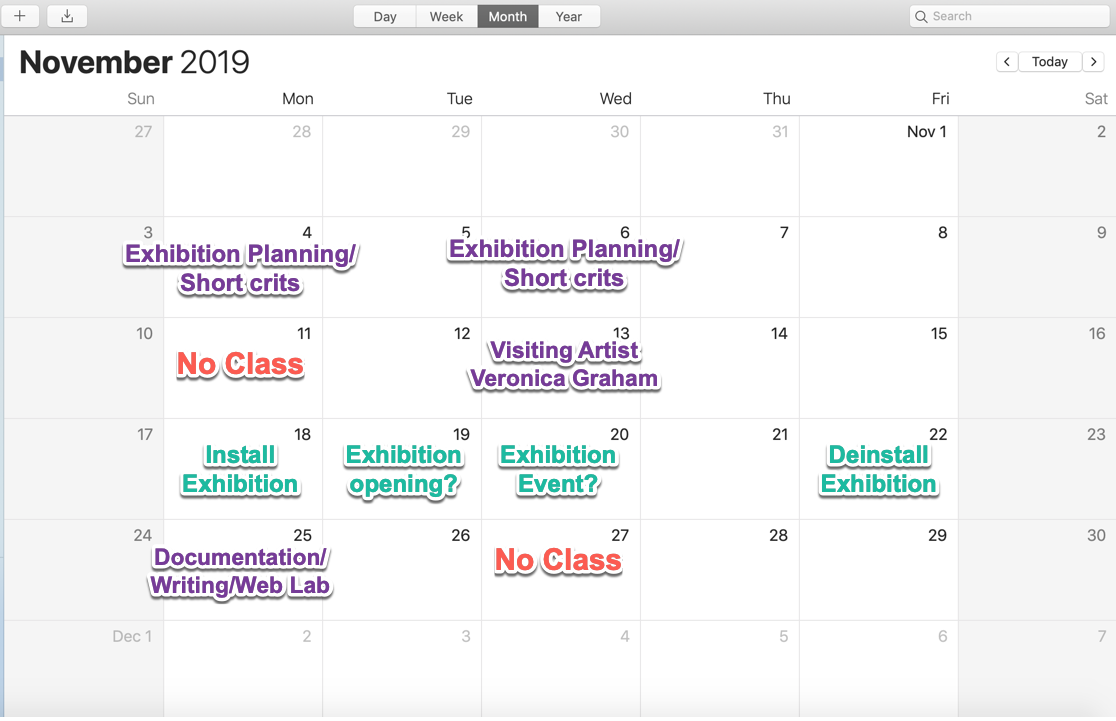 Day Week Month Year Search
November 2019
Today
Sun Mon Tue Wed Thu Fri Sat
27 28 29 30 31 Nov 1 2
3 4 5 6 7 8 9
Exhibition Planning/ Exhibition Planning/
Short crits Short crits
10 11 12 13 14 15 16
No Class Visiting Artist
Veronica Graham
17 18 19 20 21 22 23
Install Exhibition Exhibition Deinstall
Exhibition opening? Event? Exhibition
24 25 26 27 28 29 30
Documentation/ No Class
Writing/Web Lab
Dec 1 2 3 4 5 6 7